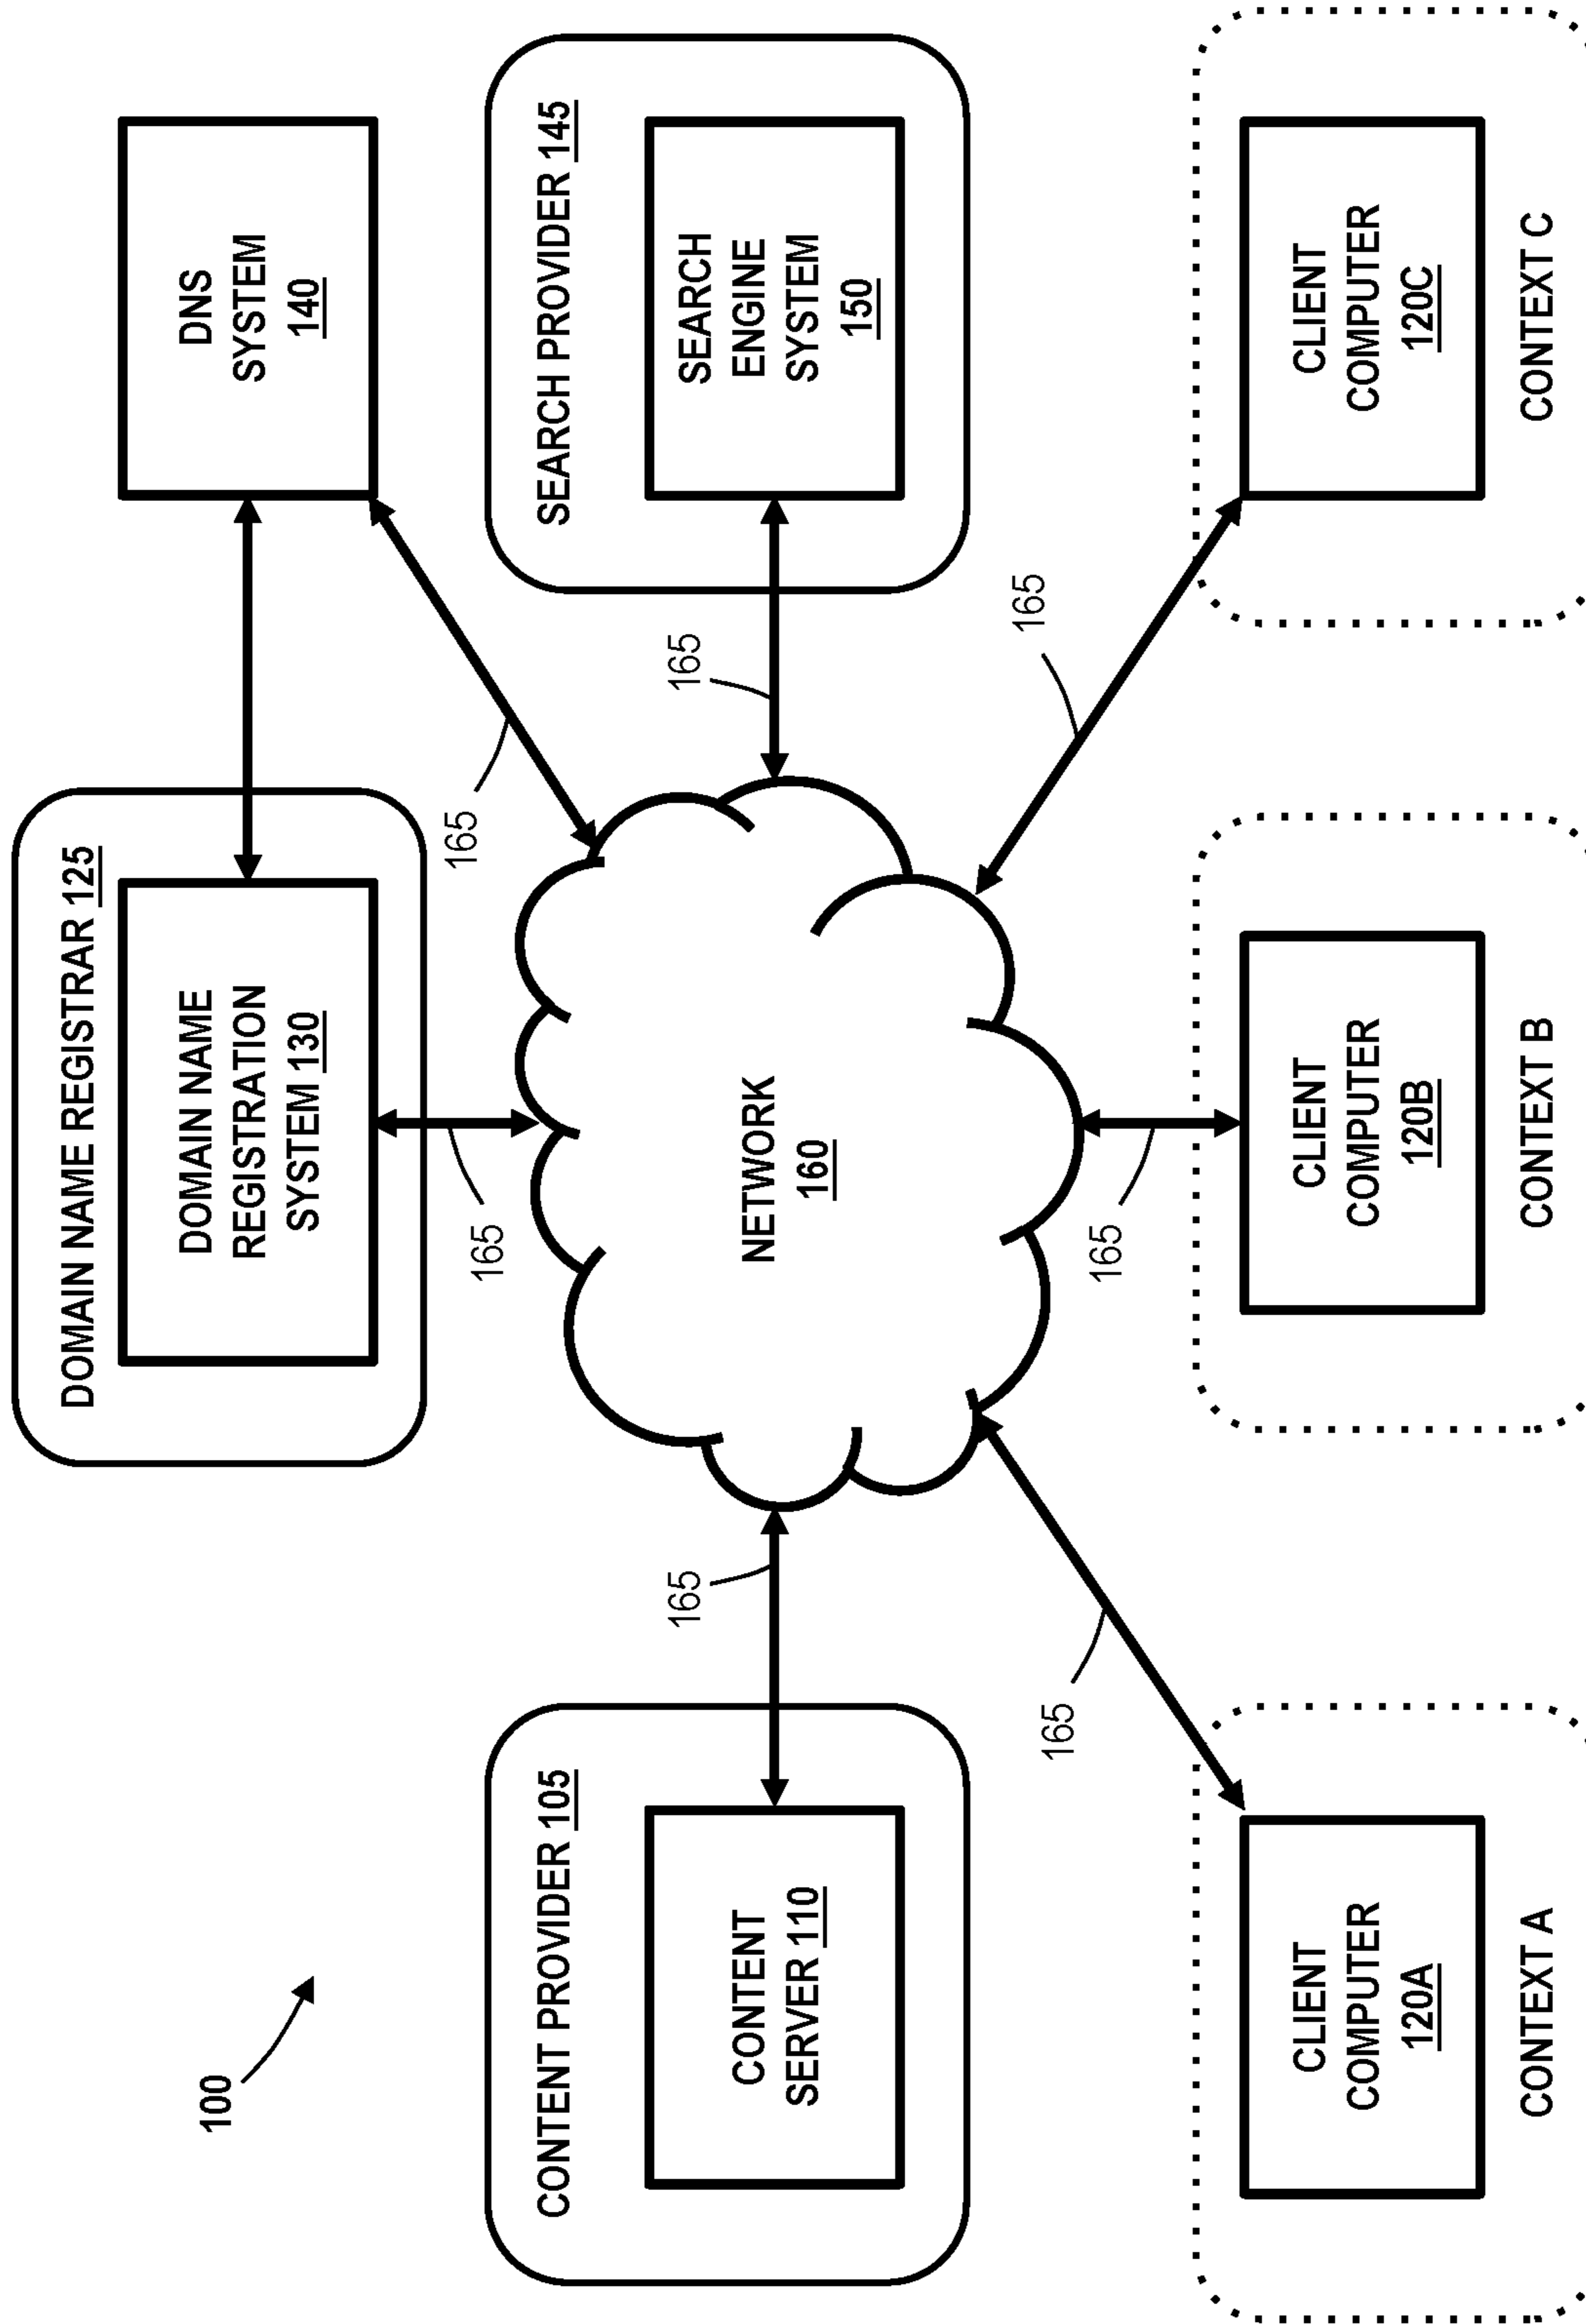 100
DOMAIN NAME REGISTRAR 125
DOMAIN NAME
REGISTRATION
SYSTEM 130
DNS
SYSTEM
140
165
165
CONTENT PROVIDER 105
CONTENT
SERVER 110
165
NETWORK
160
165
SEARCH PROVIDER 145
SEARCH
ENGINE
SYSTEM
150
165
165
165
CLIENT
COMPUTER
120A
CONTEXT A
CLIENT
COMPUTER
120B
CONTEXT B
CLIENT
COMPUTER
120C
CONTEXT C